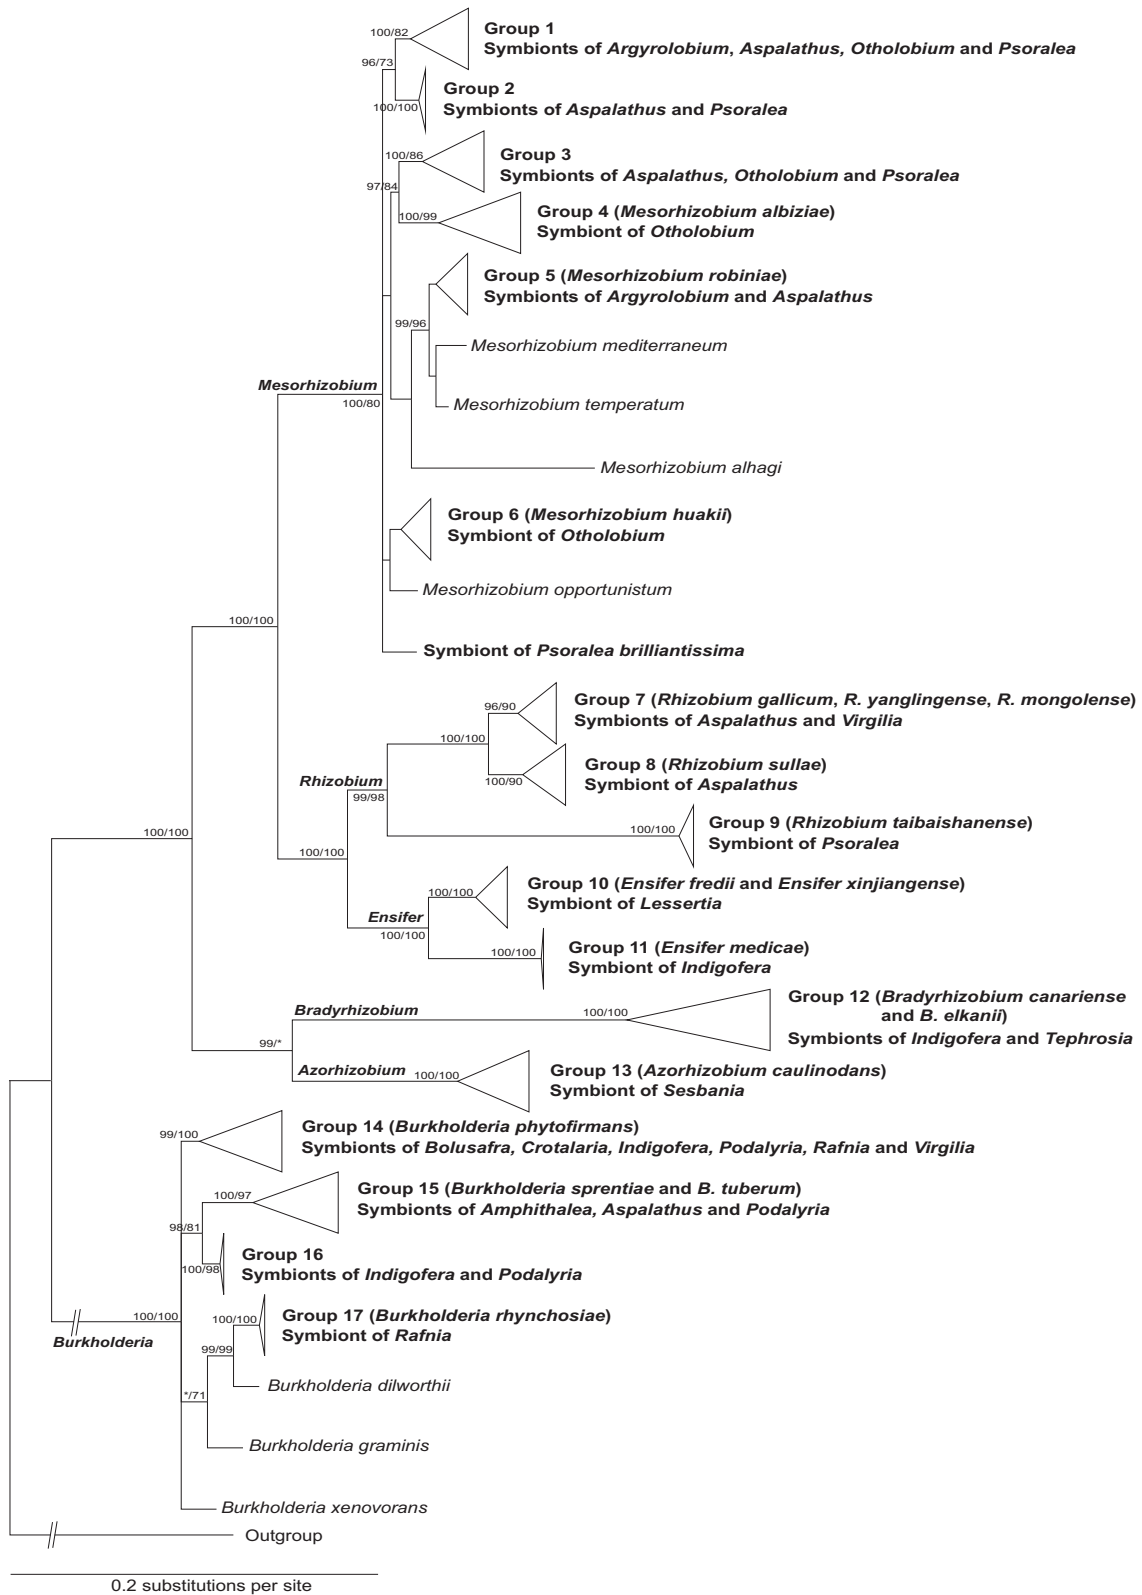 100/82
Group 1
Symbionts of Argyrolobium, Aspalathus, Otholobium and Psoralea
96/73
Group 2
100/100
Symbionts of Aspalathus and Psoralea
100/86
Group 3
Symbionts of Aspalathus, Otholobium and Psoralea
97/84
100/99
Group 4 (Mesorhizobium albiziae)
Symbiont of Otholobium
Group 5 (Mesorhizobium robiniae)
Symbionts of Argyrolobium and Aspalathus
99/96
Mesorhizobium mediterraneum
Mesorhizobium
100/80
Mesorhizobium temperatum
Mesorhizobium alhagi
Group 6 (Mesorhizobium huakii)
Symbiont of Otholobium
Mesorhizobium opportunistum
100/100
Symbiont of Psoralea brilliantissima
96/90
Group 7 (Rhizobium gallicum, R. yanglingense, R. mongolense)
Symbionts of Aspalathus and Virgilia
100/100
Group 8 (Rhizobium sullae)
100/90
Symbiont of Aspalathus
Rhizobium
99/98
100/100
Group 9 (Rhizobium taibaishanense)
Symbiont of Psoralea
100/100
100/100
100/100
Group 10 (Ensifer fredii and Ensifer xinjiangense)
Symbiont of Lessertia
Ensifer
100/100
100/100
Group 11 (Ensifer medicae)
Symbiont of Indigofera
Bradyrhizobium
100/100
Group 12 (Bradyrhizobium canariense
and B. elkanii)
Symbionts of Indigofera and Tephrosia
99/*
Azorhizobium
100/100
Group 13 (Azorhizobium caulinodans)
Symbiont of Sesbania
99/100
Group 14 (Burkholderia phytofirmans)
Symbionts of Bolusafra, Crotalaria, Indigofera, Podalyria, Rafnia and Virgilia
100/97
Group 15 (Burkholderia sprentiae and B. tuberum)
Symbionts of Amphithalea, Aspalathus and Podalyria
98/81
Group 16
100/98
Symbionts of Indigofera and Podalyria
100/100
Burkholderia
100/100
Group 17 (Burkholderia rhynchosiae)
Symbiont of Rafnia
99/99
Burkholderia dilworthii
*/71
Burkholderia graminis
Burkholderia xenovorans
Outgroup
0.2 substitutions per site